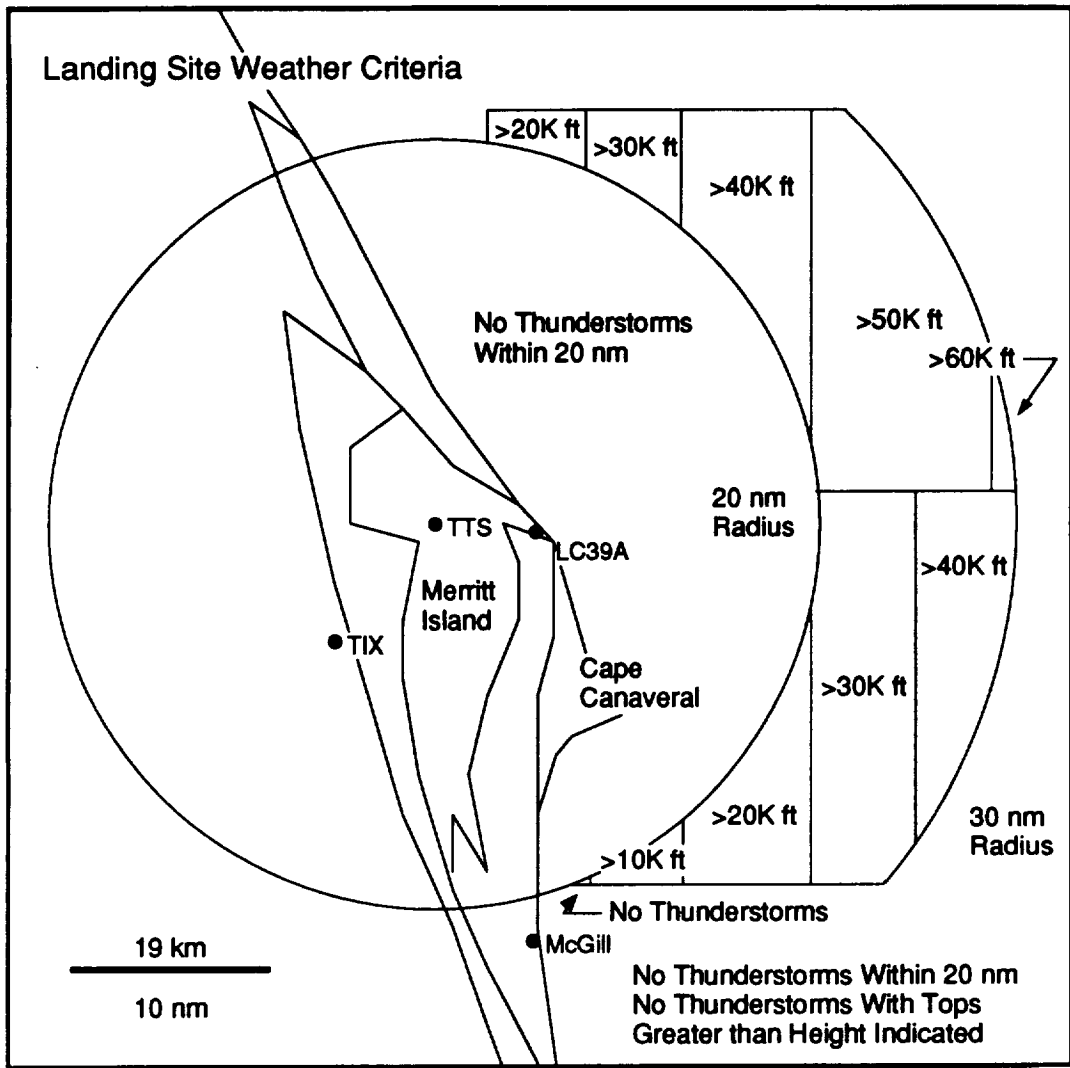 Landing Site Weather Criteria
>20K ft
>30K ft
>40K ft
No Thunderstorms
Within 20 nm
>50K ft
>60K ft
20 nm
Radius
TTS
LC39A
>40K ft
Merritt
Island
TIX
Cape
Canaveral
>30K ft
>20K ft
30 nm
Radius
>10K ft
No Thunderstorms
McGill
19 km
10 nm
No Thunderstorms Within 20 nm
No Thunderstorms With Tops
Greater than Height Indicated